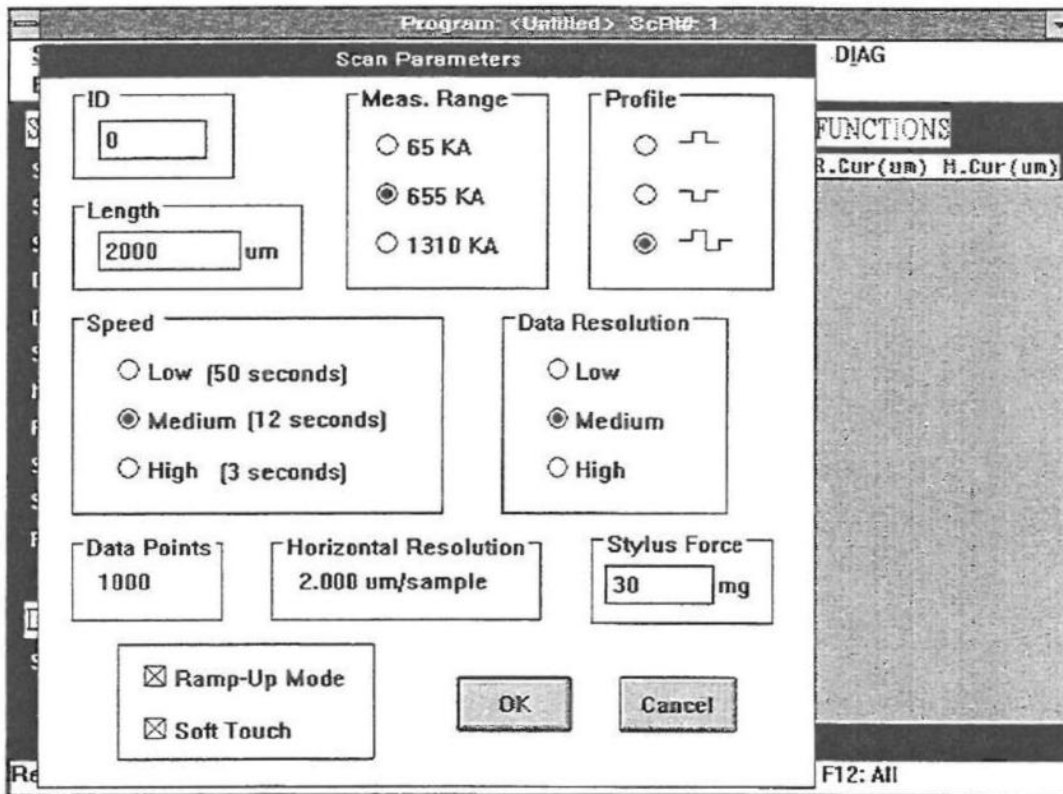 Program: <Untitled> Scan#: 1
Scan Parameters
DIAG
ID
0
Meas. Range
65 KA
655 KA
1310 KA
Profile
FUNCTIONS
R.Cur(um) M.Cur(um)
Length
2000 um
Speed
Low (50 seconds)
Medium (12 seconds)
High (3 seconds)
Data Resolution
Low
Medium
High
Data Points
1000
Horizontal Resolution
2.000 um/sample
Stylus Force
30 mg
Ramp-Up Mode
Soft Touch
OK
Cancel
F12: All